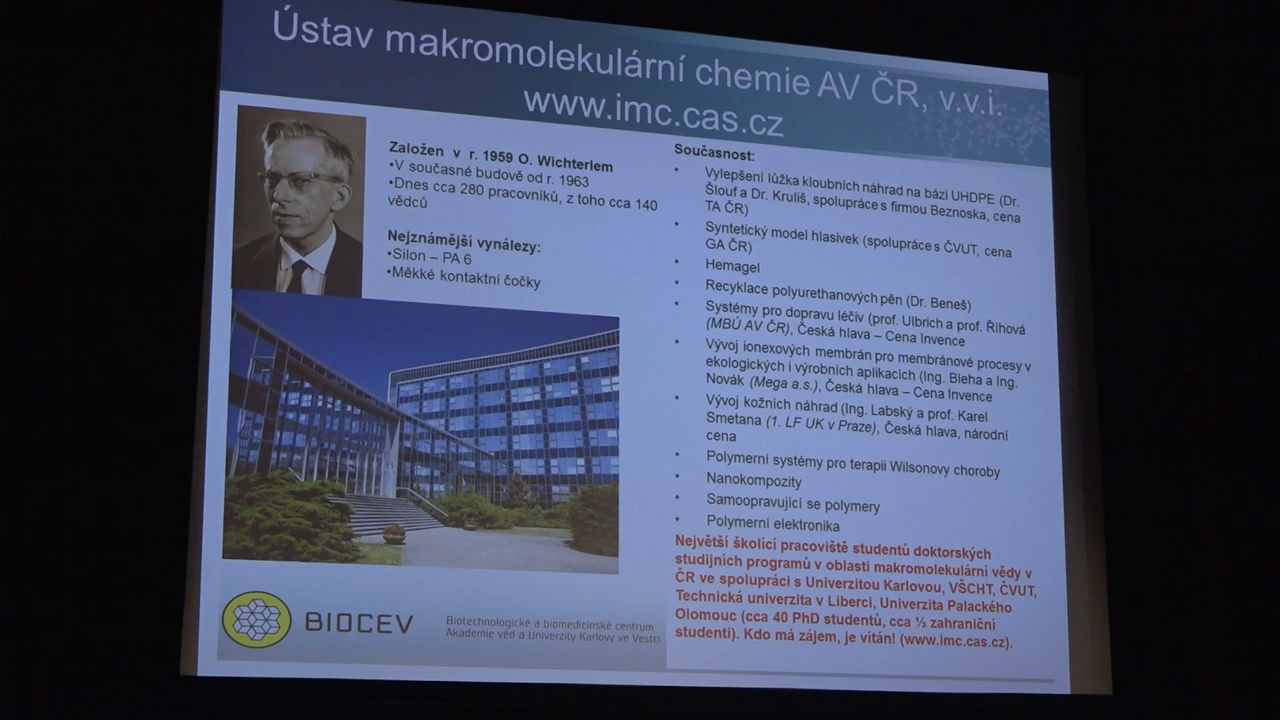 Ústav makromolekulární chemie AV ČR, v.v.i.
www.imc.cas.cz
Založen v r. 1959 O. Wichterlem
•V současné budově od r. 1963
•Dnes cca 280 pracovníků, z toho cca 140
vědců
Nejznámější vynálezy:
•Silon – PA 6
•Měkké kontaktní čočky
Současnost:
• Vylepšení lůžka kloubních náhrad na bázi UHDPE (Dr.
Šlouf a Dr. Kruliš, spolupráce s firmou Beznoska, cena
TA ČR)
• Syntetický model hlasivek (spolupráce s ČVUT, cena
GA ČR)
• Hemagel
• Recyklace polyurethanových pěn (Dr. Beneš)
• Systémy pro dopravu léčiv (prof. Ulbrich a prof. Říhová
(MBÚ AV ČR), Česká hlava – Cena Invence
• Vývoj ionexových membrán pro membránové procesy v
ekologických i výrobních aplikacích (Ing. Bleha a Ing.
Novák (Mega a.s.), Česká hlava – Cena Invence
• Vývoj kožních náhrad (Ing. Labský a prof. Karel
Smetana (1. LF UK v Praze), Česká hlava, národní
cena
• Polymerní systémy pro terapii Wilsonovy choroby
• Nanokompozity
• Samoopravující se polymery
• Polymerní elektronika
Největší školící pracoviště studentů doktorských
studijních programů v oblasti makromolekulární vědy v
ČR ve spolupráci s Univerzitou Karlovou, VŠCHT, ČVUT,
Technická univerzita v Liberci, Univerzita Palackého
Olomouc (cca 40 PhD studentů, cca ½ zahraniční
studenti). Kdo má zájem, je vítán! (www.imc.cas.cz).
BIOCEV
Biotechnologické a biomedicínské centrum
Akademie věd a Univerzity Karlovy ve Vestci